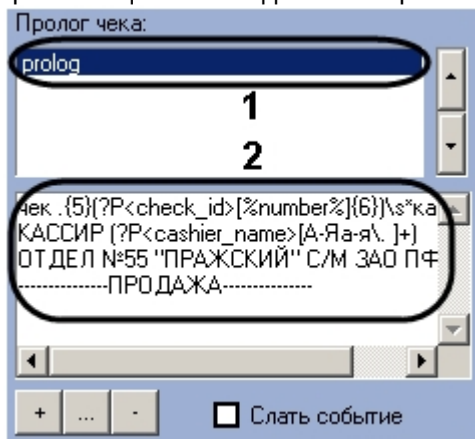 Пролог чека:
prolog
1
2
чек .{5}(?P<check_id>[%number%]{6})\s*ка
КАССИР (?P<cashier_name>[А-Яа-я\. ]+)
ОТДЕЛ №55 "ПРАЖСКИЙ" С/М ЗАО ПФ
--------------ПРОДАЖА--------------
+ ... - Слать событие